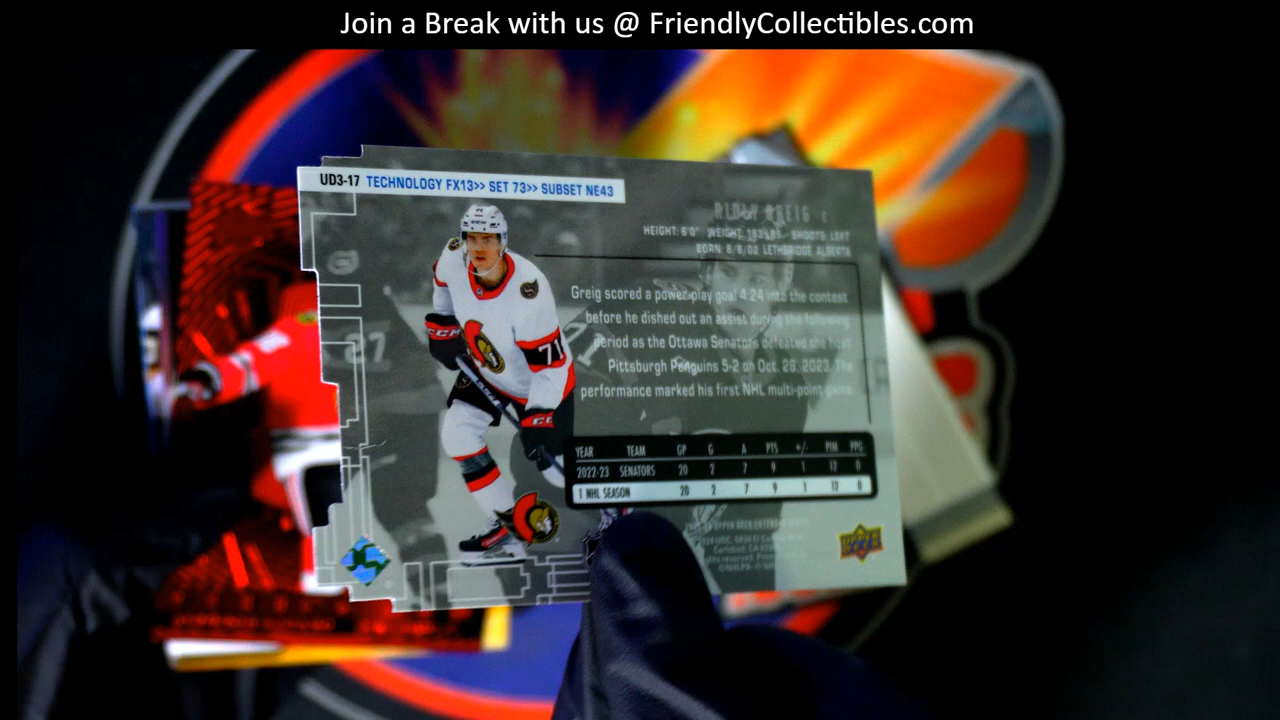 Join a Break with us @ FriendlyCollectibles.com
UD3-17 TECHNOLOGY FX13>> SET 73>> SUBSET NE43
RIDLY GREIG C
HEIGHT: 6'0" WEIGHT: 183 LBS SHOOTS: LEFT
BORN: 8/8/02 LETHBRIDGE ALBERTA
Greig scored a power-play goal 4:24 into the contest
before he dished out an assist during the following
period as the Ottawa Senators defeated the host
Pittsburgh Penguins 5-2 on Oct. 28, 2023. The
performance marked his first NHL multi-point game.
YEAR TEAM GP G A PTS +/- PIM PPG
2022-23 SENATORS 20 2 7 9 1 12 0
1 NHL SEASON 20 2 7 9 1 12 0
71
CCM
CCM